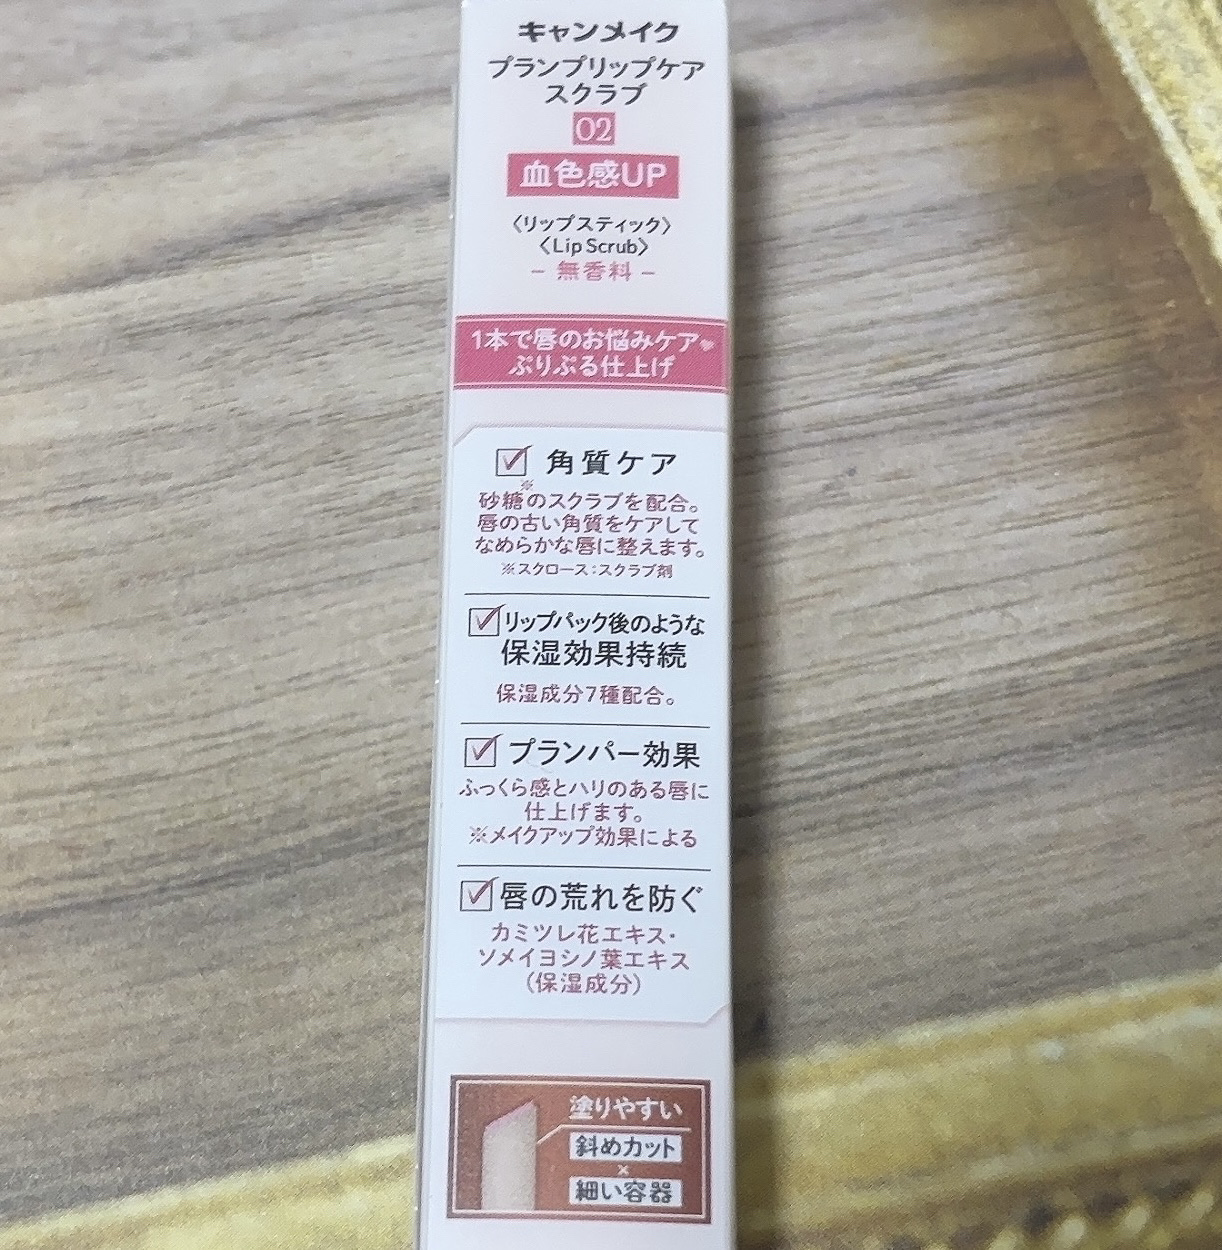 キャンメイク
プランプリップケア
スクラブ
02
血色感UP
〈リップスティック〉
〈Lip Scrub〉
− 無香料 −
1本で唇のお悩みケア♥
ぷりぷる仕上げ
角質ケア
砂糖※のスクラブを配合。
唇の古い角質をケアして
なめらかな唇に整えます。
※スクロース:スクラブ剤
リップパック後のような
保湿効果持続
保湿成分7種配合。
プランパー効果
ふっくら感とハリのある唇に
仕上げます。
※メイクアップ効果による
唇の荒れを防ぐ
カミツレ花エキス・
ソメイヨシノ葉エキス
(保湿成分)
塗りやすい
斜めカット
×
細い容器